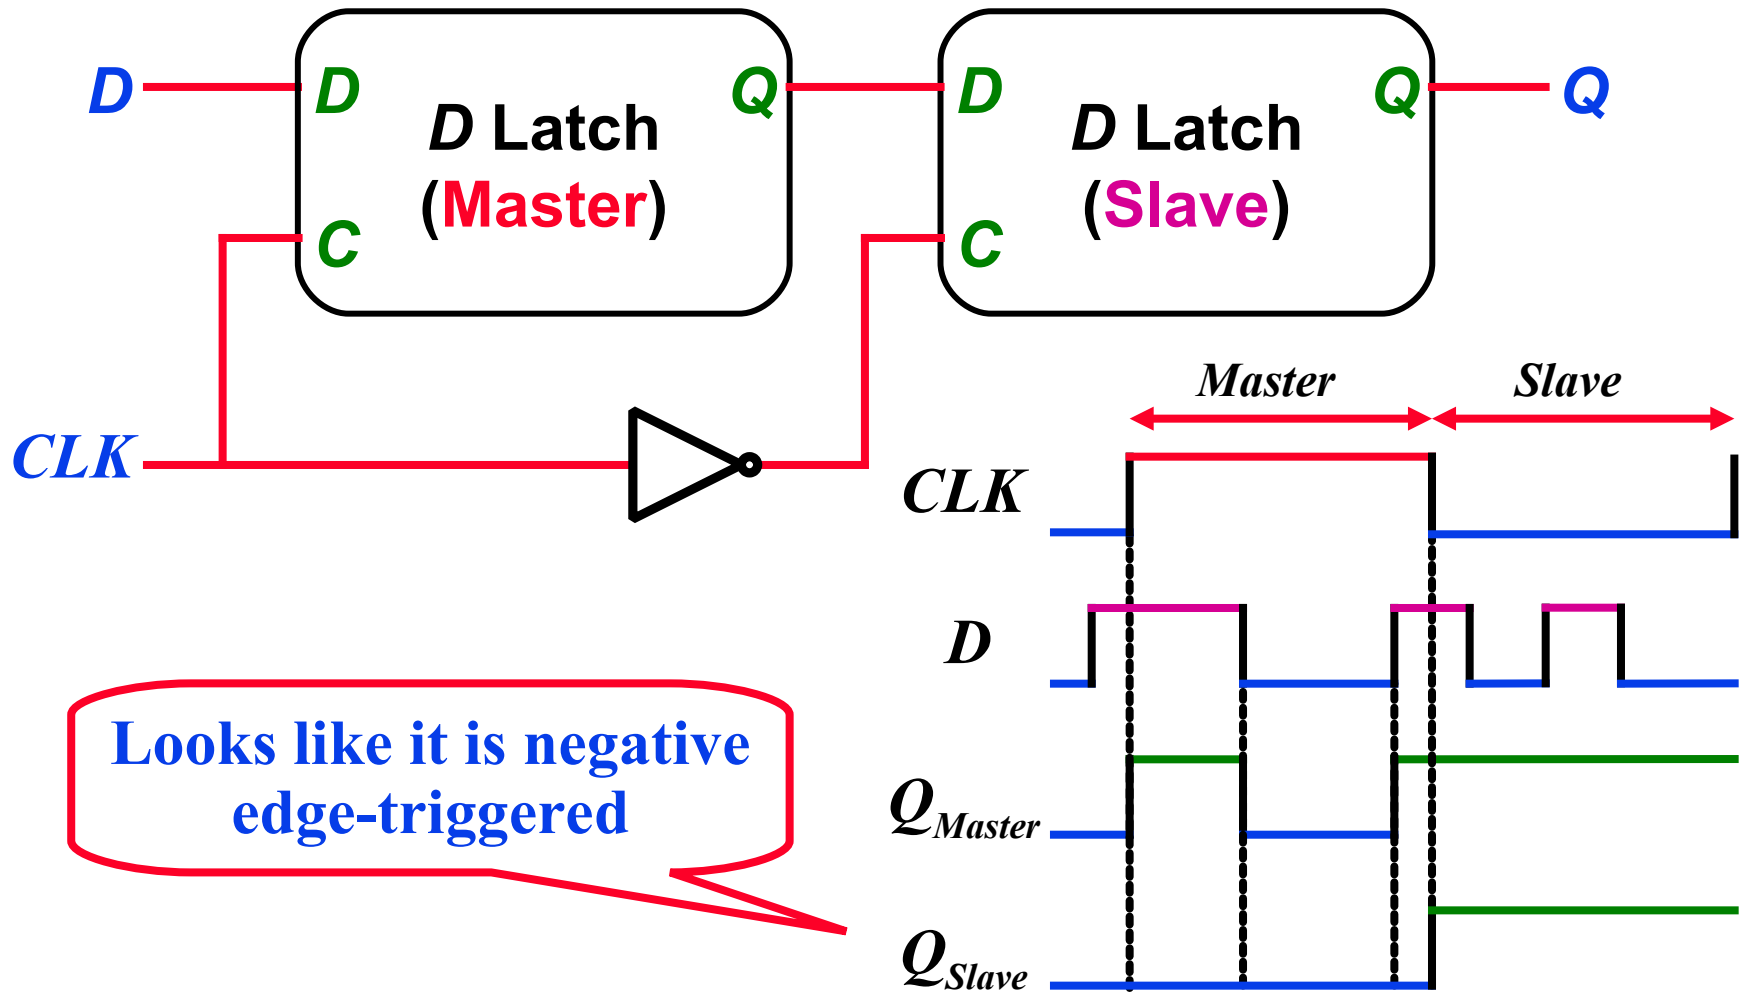 D D Q D Q Q
D Latch D Latch
(Master) (Slave)
C C
CLK
Master Slave
CLK
D
Looks like it is negative
edge-triggered
QMaster
QSlave